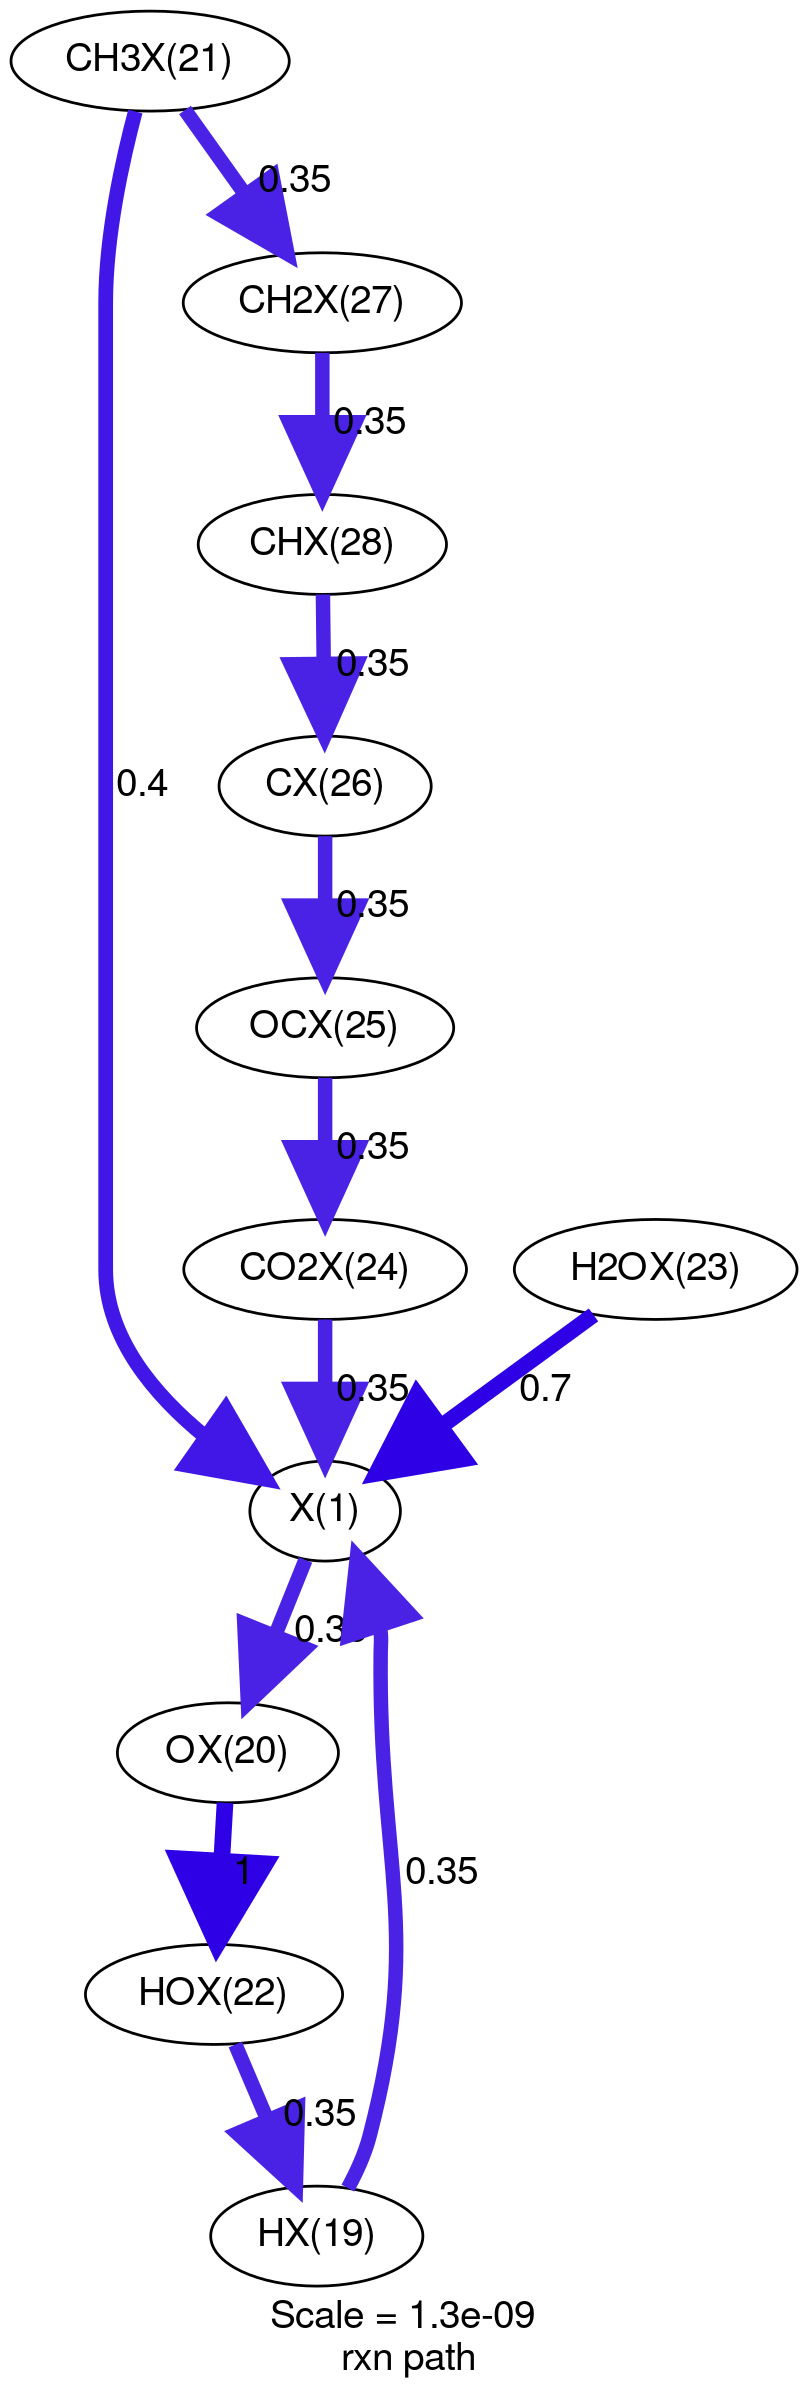 CH3X(21)
0.35
CH2X(27)
0.35
CHX(28)
0.35
CX(26)
0.4
0.35
OCX(25)
0.35
CO2X(24)
H2OX(23)
0.35
0.7
X(1)
OX(20)
1
0.35
HOX(22)
0.35
HX(19)
Scale = 1.3e-09
rxn path